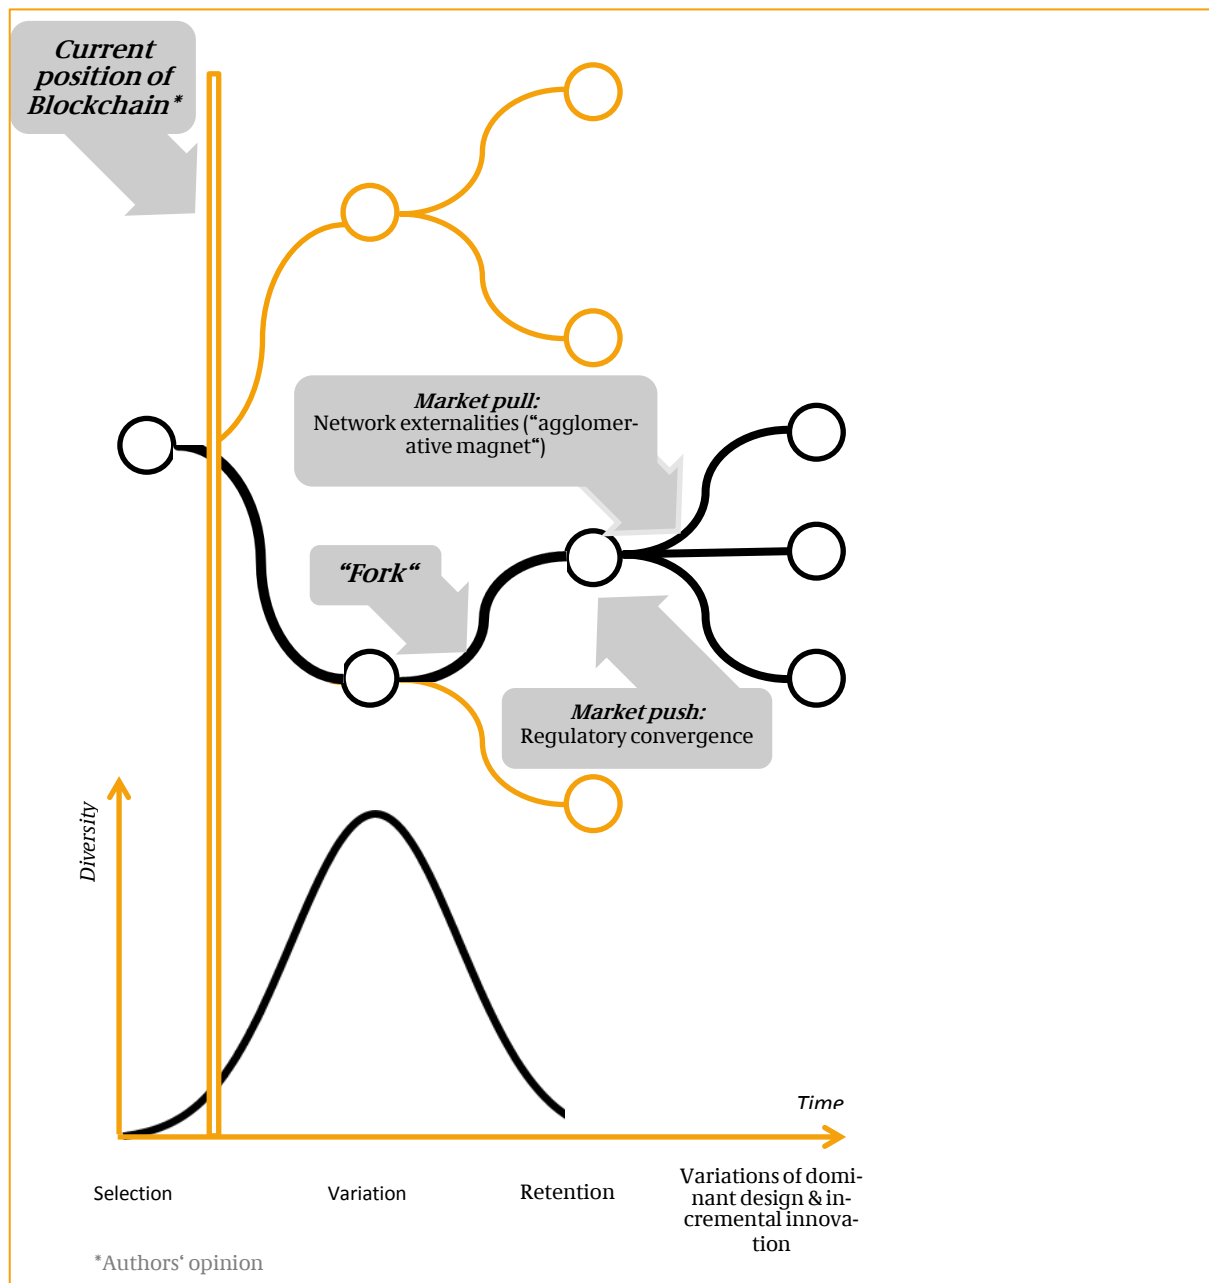 Current
position of
Blockchain*
Market pull:
Network externalities (“agglomer-
ative magnet“)
“Fork“
Market push:
Regulatory convergence
Diversity
Time
Selection
Variation
Retention
Variations of domi-
nant design & in-
cremental innova-
tion
*Authors‘ opinion